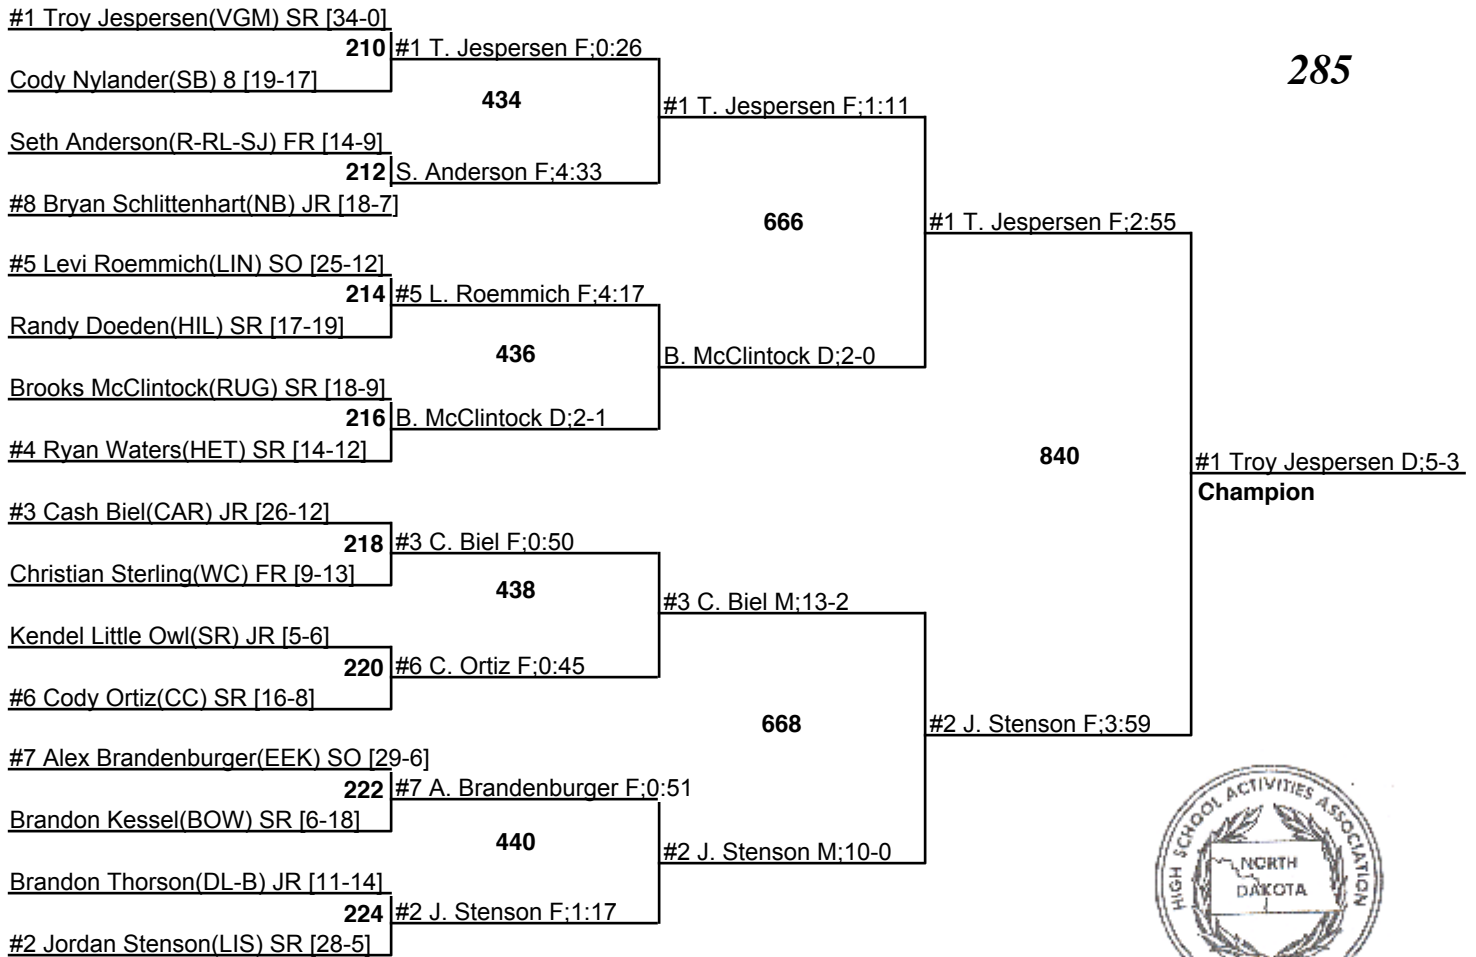 #1 Troy Jespersen(VGM) SR [34-0]
210 #1 T. Jespersen F;0:26
285
Cody Nylander(SB) 8 [19-17]
434
#1 T. Jespersen F;1:11
Seth Anderson(R-RL-SJ) FR [14-9]
212 S. Anderson F;4:33
#8 Bryan Schlittenhart(NB) JR [18-7]
666
#1 T. Jespersen F;2:55
#5 Levi Roemmich(LIN) SO [25-12]
214 #5 L. Roemmich F;4:17
Randy Doeden(HIL) SR [17-19]
436
B. McClintock D;2-0
Brooks McClintock(RUG) SR [18-9]
216 B. McClintock D;2-1
#4 Ryan Waters(HET) SR [14-12]
840
#1 Troy Jespersen D;5-3
Champion
#3 Cash Biel(CAR) JR [26-12]
218 #3 C. Biel F;0:50
Christian Sterling(WC) FR [9-13]
438
#3 C. Biel M;13-2
Kendel Little Owl(SR) JR [5-6]
220 #6 C. Ortiz F;0:45
#6 Cody Ortiz(CC) SR [16-8]
668
#2 J. Stenson F;3:59
#7 Alex Brandenburger(EEK) SO [29-6]
222 #7 A. Brandenburger F;0:51
Brandon Kessel(BOW) SR [6-18]
440
#2 J. Stenson M;10-0
Brandon Thorson(DL-B) JR [11-14]
224 #2 J. Stenson F;1:17
#2 Jordan Stenson(LIS) SR [28-5]
HIGH SCHOOL ACTIVITIES ASSOCIATION
NORTH
DAKOTA